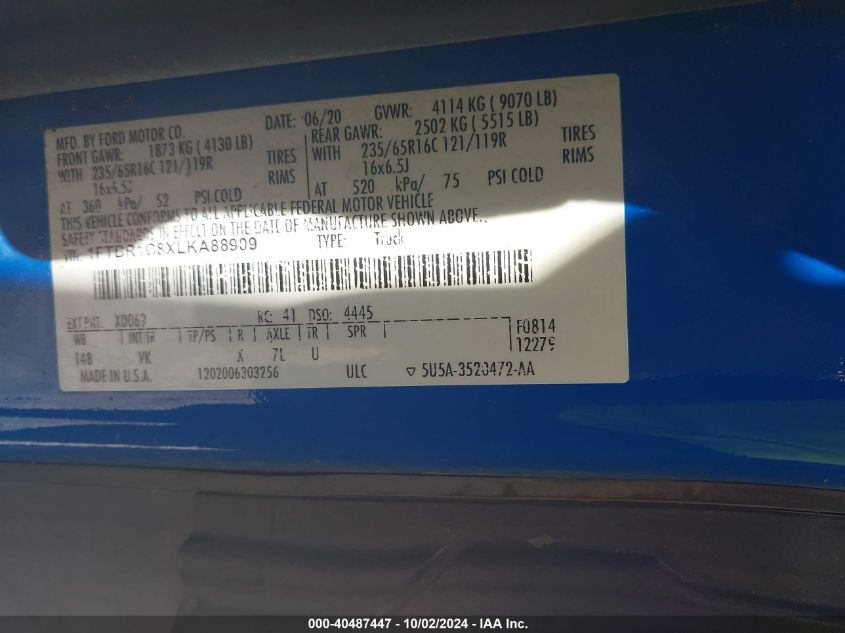 MFD. BY FORD MOTOR CO.
DATE: 06/20 GVWR: 4114 KG ( 9070 LB)
FRONT GAWR: 1873 KG ( 4130 LB) REAR GAWR: 2502 KG ( 5515 LB)
WITH 235/65R16C 121/119R TIRES WITH 235/65R16C 121/119R TIRES
16x6.5J RIMS 16x6.5J RIMS
AT 360 kPa/ 52 PSI COLD AT 520 kPa/ 75 PSI COLD
THIS VEHICLE CONFORMS TO ALL APPLICABLE FEDERAL MOTOR VEHICLE
SAFETY STANDARDS IN EFFECT ON THE DATE OF MANUFACTURE SHOWN ABOVE.
VIN: TYPE: Truck
EXT PNT: X0063 RC: 41 DSO: 4445
WB INT TR TP/PS R AXLE TR SPR F0814
148 VK X 7L U 12279
MADE IN U.S.A. 1202006303256 ULC ▽ 5U5A-3520472-AA
000-40487447 - 10/02/2024 - IAA Inc.